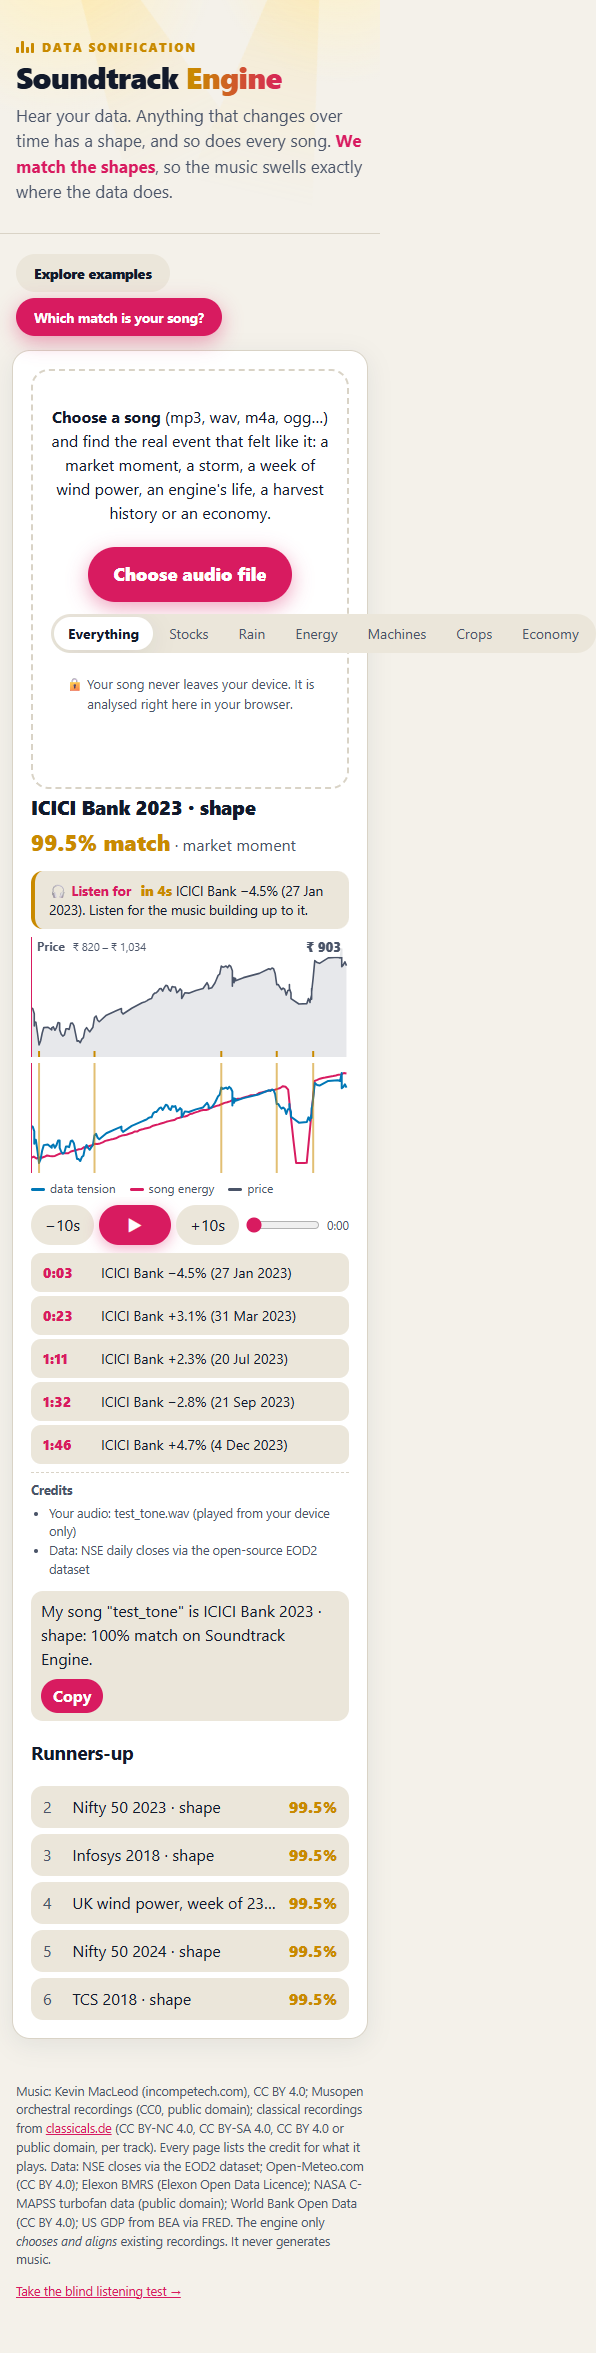 DATA SONIFICATION
Soundtrack Engine
Hear your data. Anything that changes over
time has a shape, and so does every song. We
match the shapes, so the music swells exactly
where the data does.
Explore examples
Which match is your song?
Choose a song (mp3, wav, m4a, ogg...)
and find the real event that felt like it: a
market moment, a storm, a week of
wind power, an engine's life, a harvest
history or an economy.
Choose audio file
Everything Stocks Rain Energy Machines Crops Economy
Your song never leaves your device. It is
analysed right here in your browser.
ICICI Bank 2023 · shape
99.5% match · market moment
Listen for in 4s ICICI Bank −4.5% (27 Jan
2023). Listen for the music building up to it.
Price ₹ 820 – ₹ 1,034 ₹ 903
data tension song energy price
−10s +10s 0:00
0:03 ICICI Bank −4.5% (27 Jan 2023)
0:23 ICICI Bank +3.1% (31 Mar 2023)
1:11 ICICI Bank +2.3% (20 Jul 2023)
1:32 ICICI Bank −2.8% (21 Sep 2023)
1:46 ICICI Bank +4.7% (4 Dec 2023)
Credits
• Your audio: test_tone.wav (played from your device
only)
• Data: NSE daily closes via the open-source EOD2
dataset
My song "test_tone" is ICICI Bank 2023 ·
shape: 100% match on Soundtrack
Engine.
Copy
Runners-up
2 Nifty 50 2023 · shape 99.5%
3 Infosys 2018 · shape 99.5%
4 UK wind power, week of 23... 99.5%
5 Nifty 50 2024 · shape 99.5%
6 TCS 2018 · shape 99.5%
Music: Kevin MacLeod (incompetech.com), CC BY 4.0; Musopen
orchestral recordings (CC0, public domain); classical recordings
from classicals.de (CC BY-NC 4.0, CC BY-SA 4.0, CC BY 4.0 or
public domain, per track). Every page lists the credit for what it
plays. Data: NSE closes via the EOD2 dataset; Open-Meteo.com
(CC BY 4.0); Elexon BMRS (Elexon Open Data Licence); NASA C-
MAPSS turbofan data (public domain); World Bank Open Data
(CC BY 4.0); US GDP from BEA via FRED. The engine only
chooses and aligns existing recordings. It never generates
music.
Take the blind listening test →